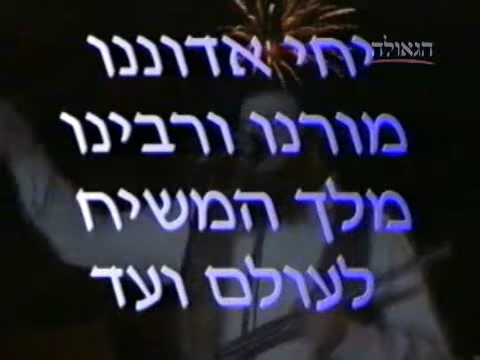 הגאולה
יחי אדוננו
מורנו ורבינו
מלך המשיח
לעולם ועד